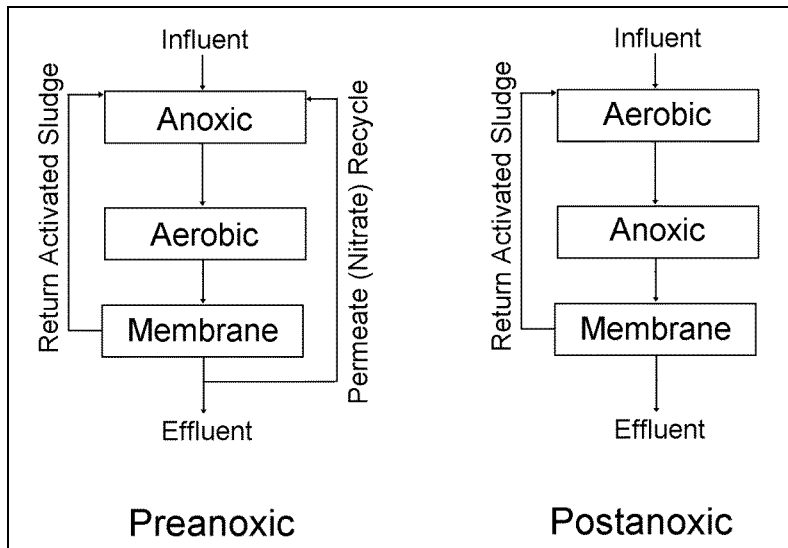 Influent
Anoxic
Aerobic
Membrane
Effluent
Return Activated Sludge
Permeate (Nitrate) Recycle
Preanoxic
Influent
Aerobic
Anoxic
Membrane
Effluent
Return Activated Sludge
Postanoxic